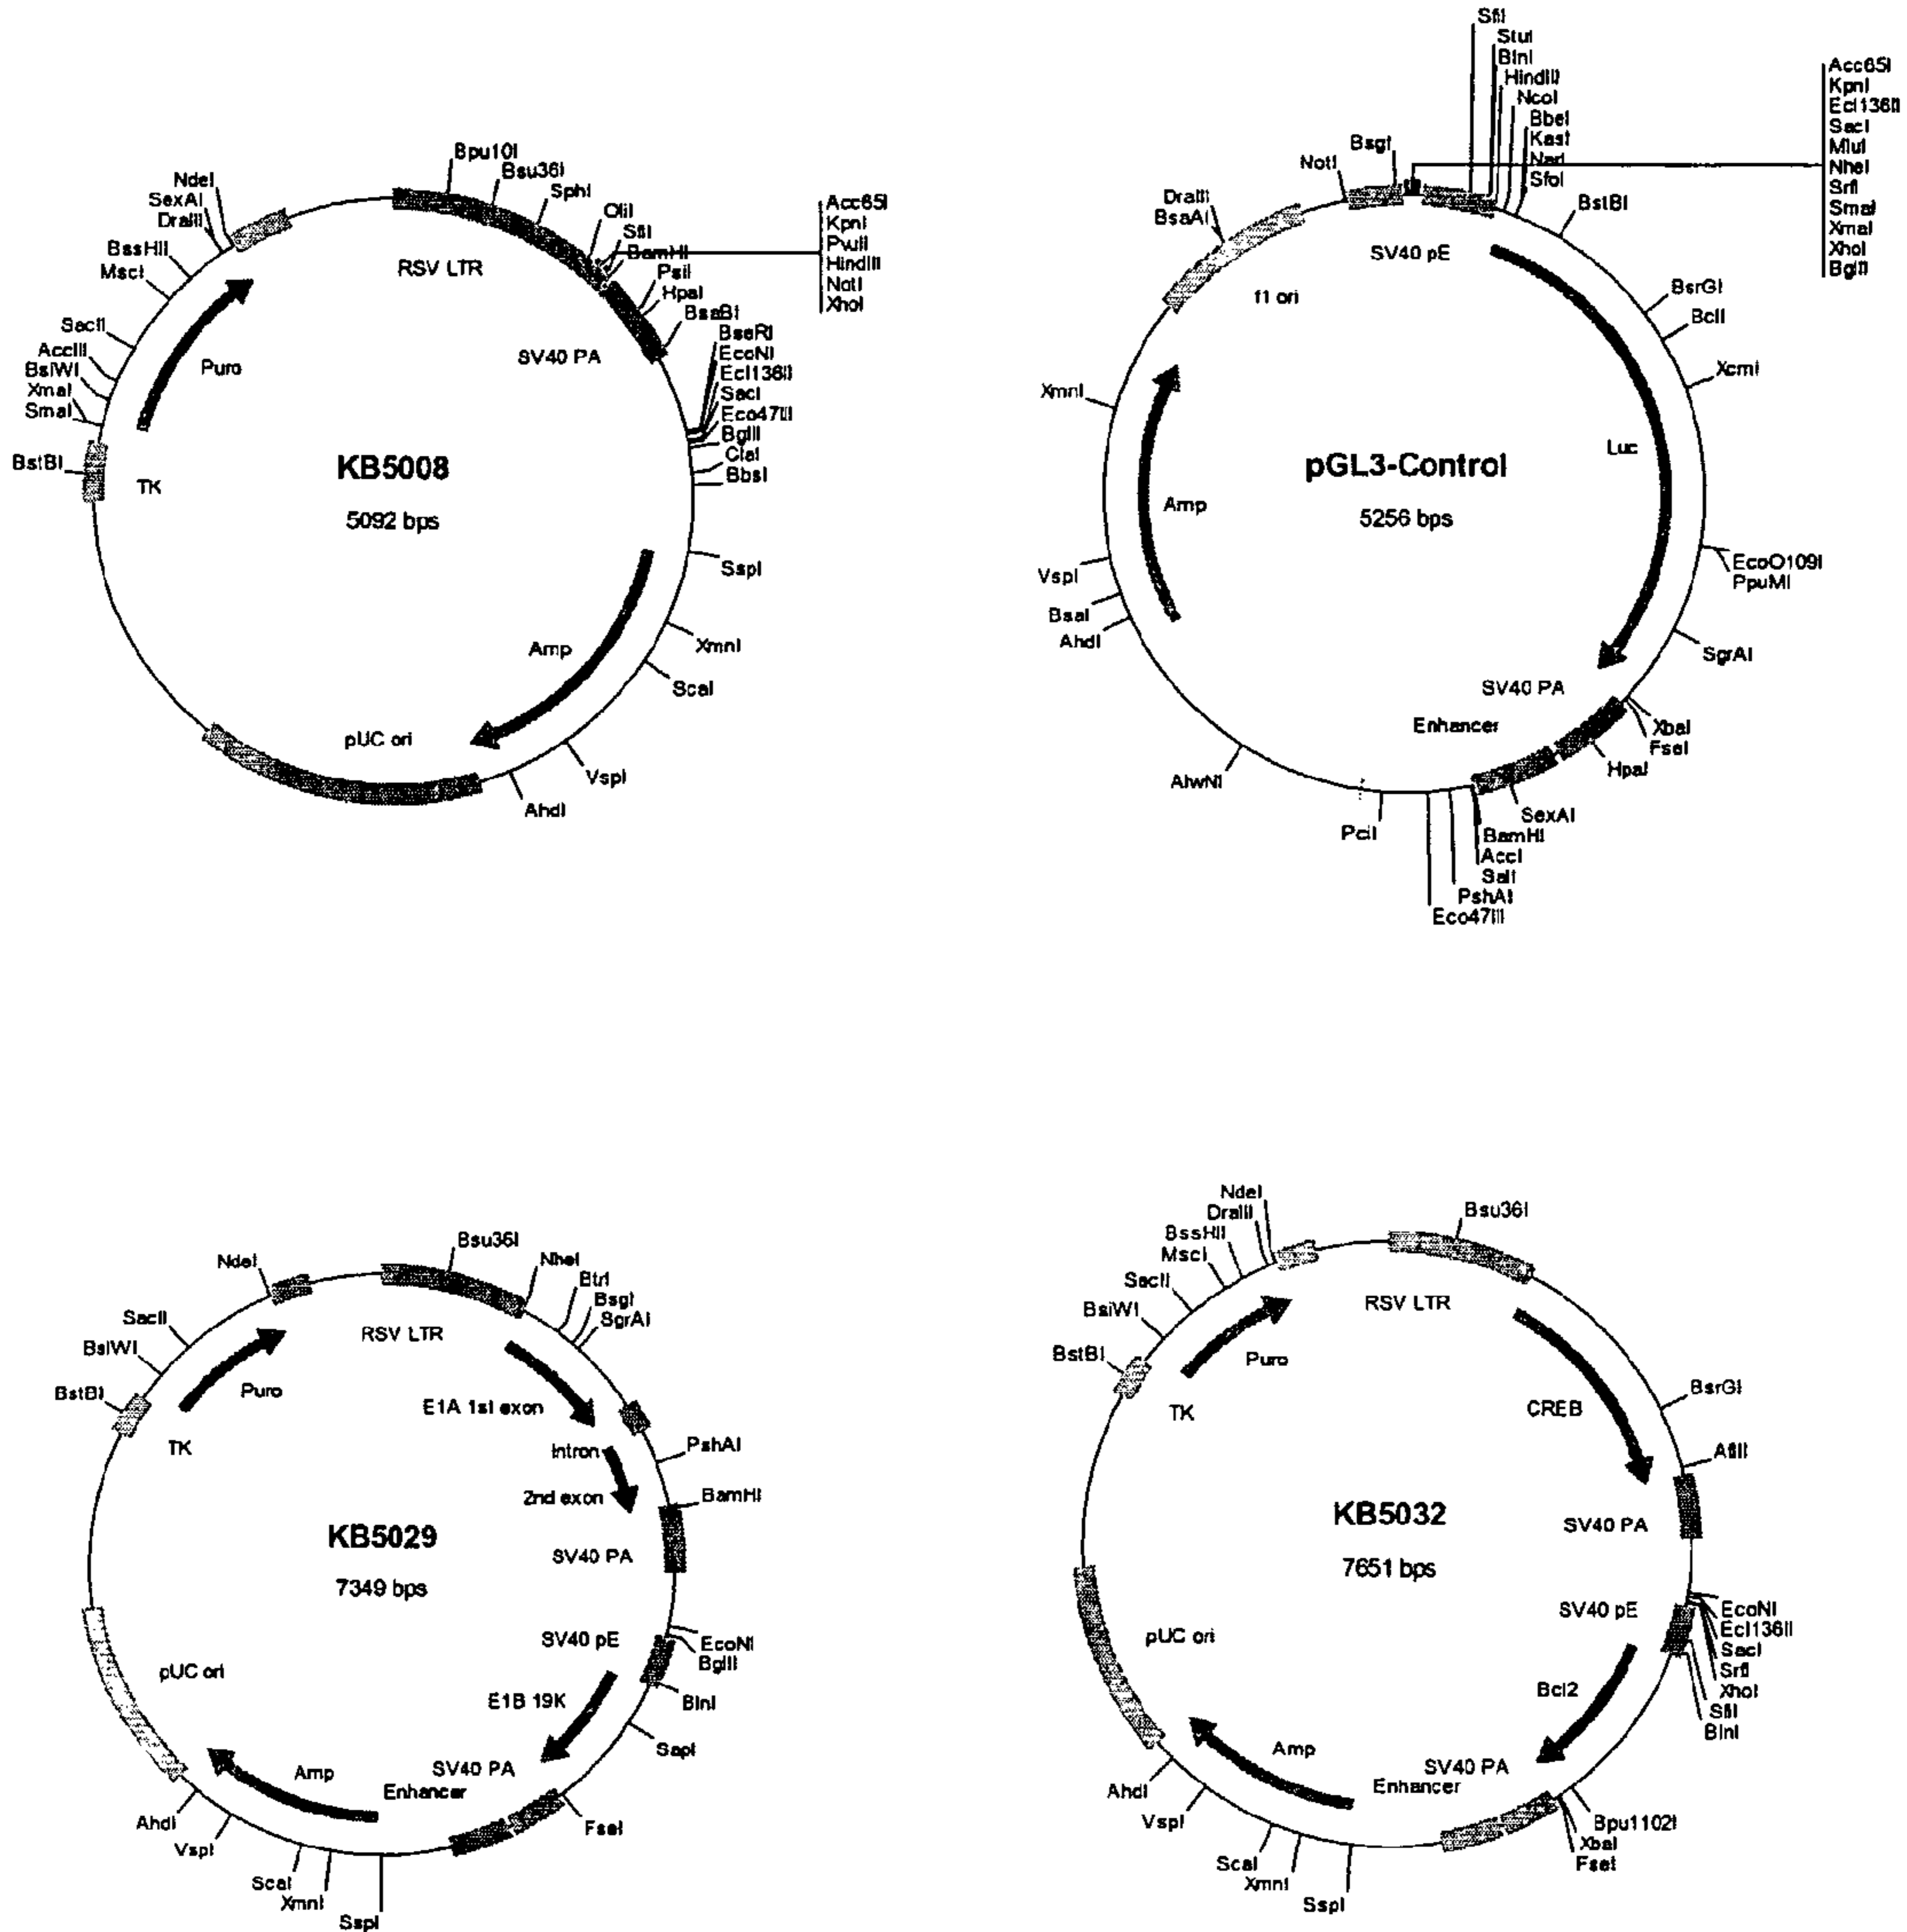 Bpu10I
Bsu36I
SphI
OliI
SfiI
BamHI
PsiI
HpaI
BsaBI
BseRI
EcoNI
Ecl136II
SacI
Eco47III
BglII
ClaI
BbsI
SspI
XmnI
ScaI
VspI
AhdI
Acc65I
KpnI
PvuII
HindIII
NotI
XhoI
NdeI
SexAI
DraIII
BssHII
MscI
SacII
AccIII
BsiWI
XmaI
SmaI
BstBI
RSV LTR
SV40 PA
Puro
TK
KB5008
5092 bps
Amp
pUC ori
SfiI
StuI
BlnI
HindIII
NcoI
BbeI
KasI
NarI
SfoI
BstBI
BsrGI
BclI
XcmI
EcoO109I
PpuMI
SgrAI
XbaI
FseI
HpaI
SexAI
BamHI
AccI
SalI
PshAI
Eco47III
PciI
AlwNI
AhdI
BsaI
VspI
XmnI
BsaAI
DraIII
NotI
BsgI
Acc65I
KpnI
Ecl136II
SacI
MluI
NheI
SrfI
SmaI
XmaI
XhoI
BglII
SV40 pE
f1 ori
Luc
pGL3-Control
5256 bps
Amp
SV40 PA
Enhancer
Bsu36I
NheI
BtrI
BsgI
SgrAI
PshAI
BamHI
EcoNI
BglII
BlnI
SapI
FseI
SspI
XmnI
ScaI
VspI
AhdI
BstBI
BsiWI
SacII
NdeI
RSV LTR
Puro
E1A 1st exon
Intron
2nd exon
TK
KB5029
7349 bps
SV40 PA
SV40 pE
E1B 19K
SV40 PA
Enhancer
Amp
pUC ori
NdeI
DraIII
BssHII
MscI
SacII
BsiWI
BstBI
Bsu36I
BsrGI
AflII
EcoNI
Ecl136II
SacI
SrfI
XhoI
SfiI
BlnI
Bpu1102I
XbaI
FseI
SspI
XmnI
ScaI
VspI
AhdI
RSV LTR
Puro
TK
CREB
KB5032
7651 bps
SV40 PA
SV40 pE
Bcl2
SV40 PA
Enhancer
Amp
pUC ori